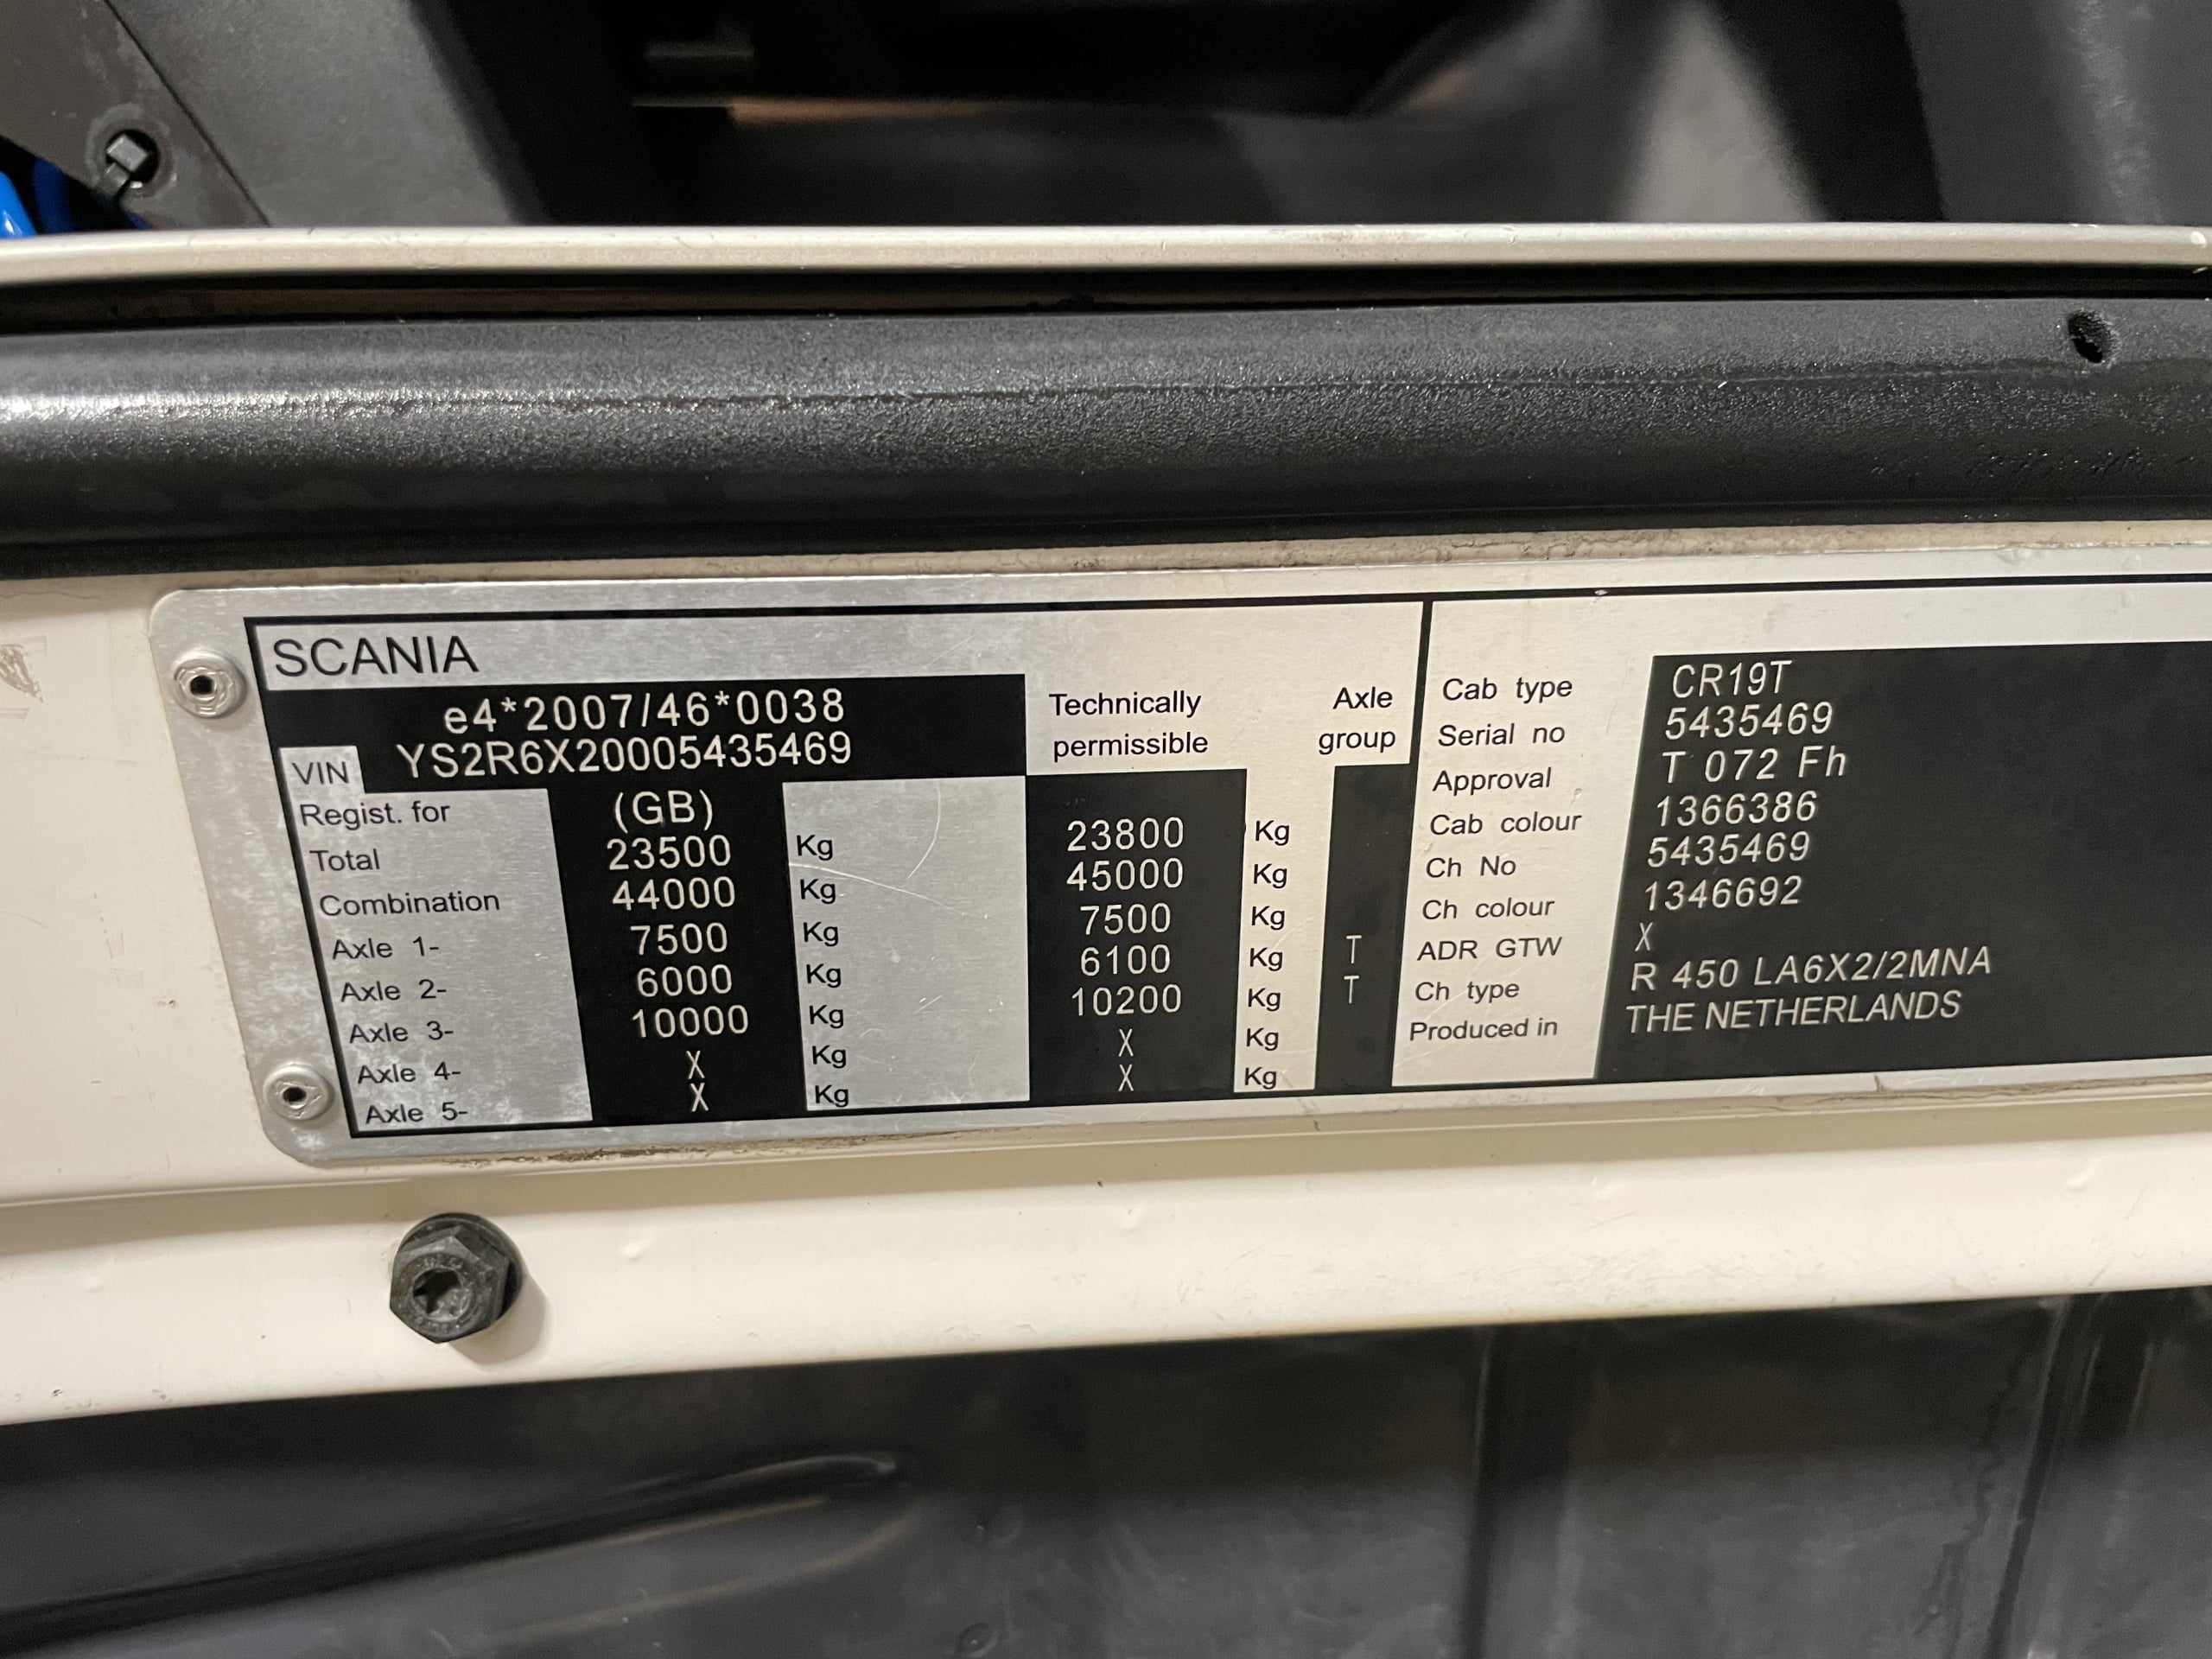 SCANIA
e4*2007/46*0038
VIN YS2R6X20005435469
Technically permissible
Axle group
Regist. for (GB)
Total 23500 Kg 23800 Kg
Combination 44000 Kg 45000 Kg
Axle 1- 7500 Kg 7500 Kg
Axle 2- 6000 Kg 6100 Kg T
Axle 3- 10000 Kg 10200 Kg T
Axle 4- X Kg X Kg
Axle 5- X Kg X Kg
Cab type CR19T
Serial no 5435469
Approval T 072 Fh
Cab colour 1366386
Ch No 5435469
Ch colour 1346692
ADR GTW X
Ch type R 450 LA6X2/2MNA
Produced in THE NETHERLANDS